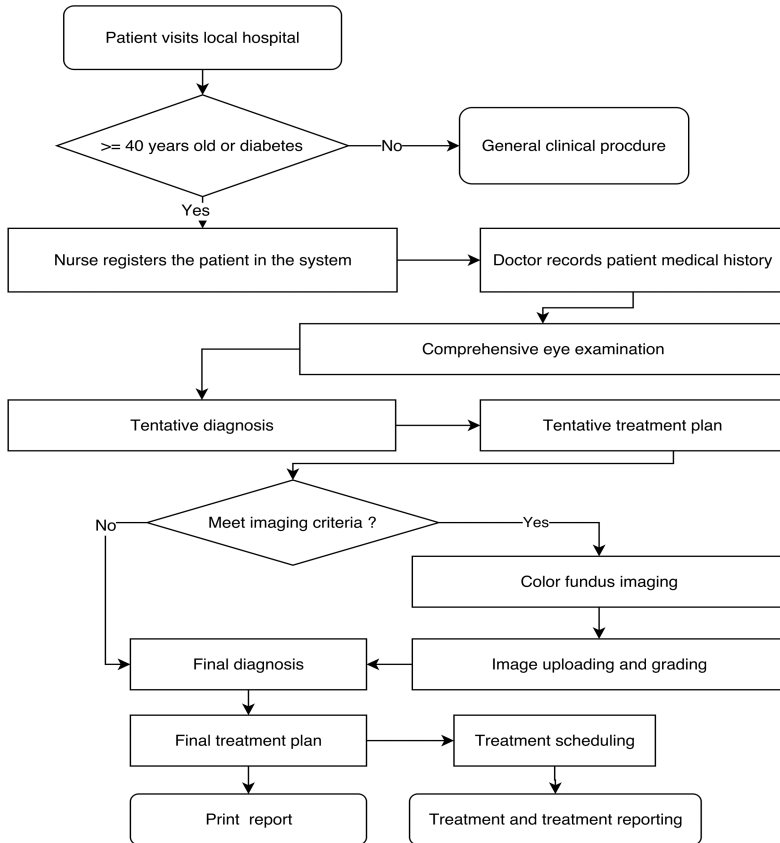 Patient visits local hospital
>= 40 years old or diabetes
No
General clinical procdure
Yes
Nurse registers the patient in the system
Doctor records patient medical history
Comprehensive eye examination
Tentative diagnosis
Tentative treatment plan
Meet imaging criteria ?
No
Yes
Color fundus imaging
Final diagnosis
Image uploading and grading
Final treatment plan
Treatment scheduling
Print report
Treatment and treatment reporting